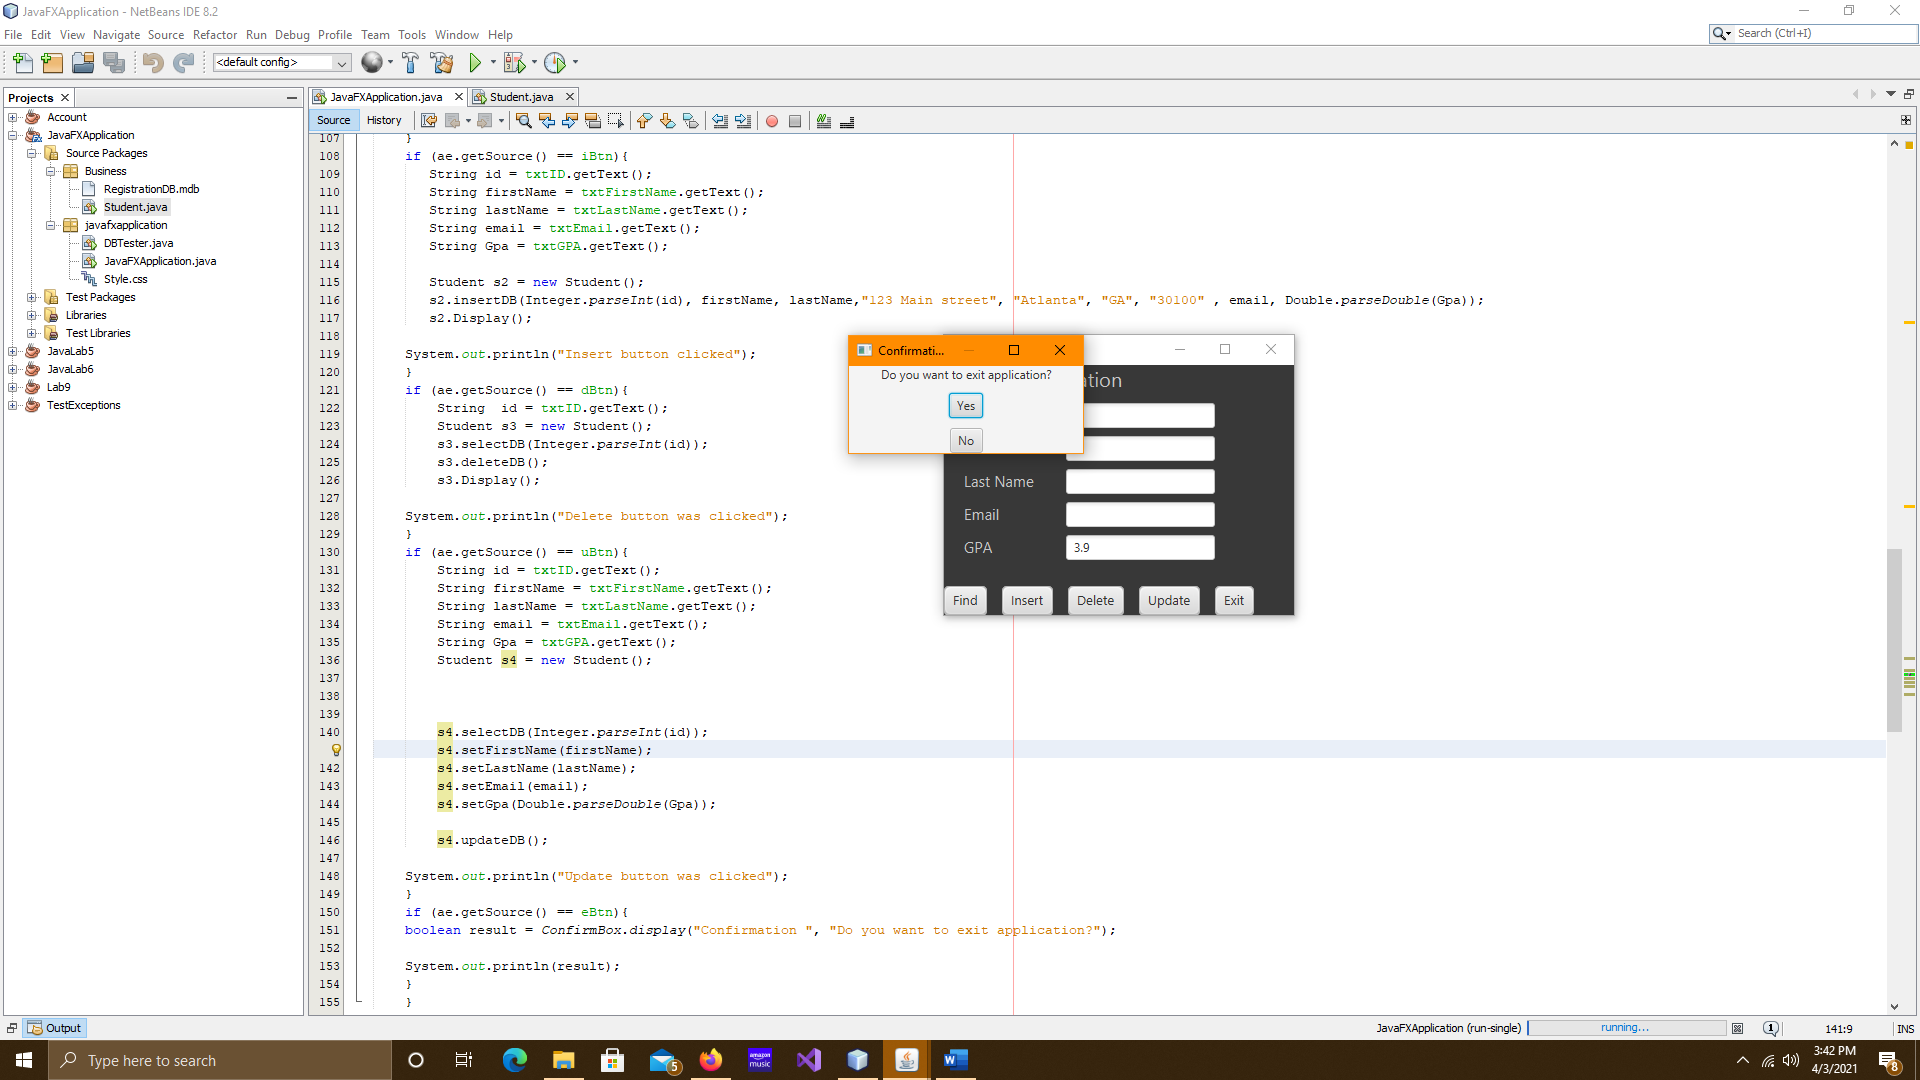 JavaFXApplication - NetBeans IDE 8.2
File Edit View Navigate Source Refactor Run Debug Profile Team Tools Window Help
Search (Ctrl+I)
<default config>
Projects
JavaFXApplication.java Student.java
Source History
Account
JavaFXApplication
Source Packages
Business
RegistrationDB.mdb
Student.java
javafxapplication
DBTester.java
JavaFXApplication.java
Style.css
Test Packages
Libraries
Test Libraries
JavaLab5
JavaLab6
Lab9
TestExceptions
107 }
108 if (ae.getSource() == iBtn){
109 String id = txtID.getText();
110 String firstName = txtFirstName.getText();
111 String lastName = txtLastName.getText();
112 String email = txtEmail.getText();
113 String Gpa = txtGPA.getText();
114
115 Student s2 = new Student();
116 s2.insertDB(Integer.parseInt(id), firstName, lastName,"123 Main street", "Atlanta", "GA", "30100" , email, Double.parseDouble(Gpa));
117 s2.Display();
118
119 System.out.println("Insert button clicked");
120 }
121 if (ae.getSource() == dBtn){
122 String id = txtID.getText();
123 Student s3 = new Student();
124 s3.selectDB(Integer.parseInt(id));
125 s3.deleteDB();
126 s3.Display();
127
128 System.out.println("Delete button was clicked");
129 }
130 if (ae.getSource() == uBtn){
131 String id = txtID.getText();
132 String firstName = txtFirstName.getText();
133 String lastName = txtLastName.getText();
134 String email = txtEmail.getText();
135 String Gpa = txtGPA.getText();
136 Student s4 = new Student();
137
138
139
140 s4.selectDB(Integer.parseInt(id));
s4.setFirstName(firstName);
142 s4.setLastName(lastName);
143 s4.setEmail(email);
144 s4.setGpa(Double.parseDouble(Gpa));
145
146 s4.updateDB();
147
148 System.out.println("Update button was clicked");
149 }
150 if (ae.getSource() == eBtn){
151 boolean result = ConfirmBox.display("Confirmation ", "Do you want to exit application?");
152
153 System.out.println(result);
154 }
155 }
Confirmati...
Do you want to exit application?
Yes
No
ation
Last Name
Email
GPA 3.9
Find Insert Delete Update Exit
Output
JavaFXApplication (run-single) running... 1 141:9 INS
Type here to search
5
amazon music
3:42 PM
4/3/2021
8